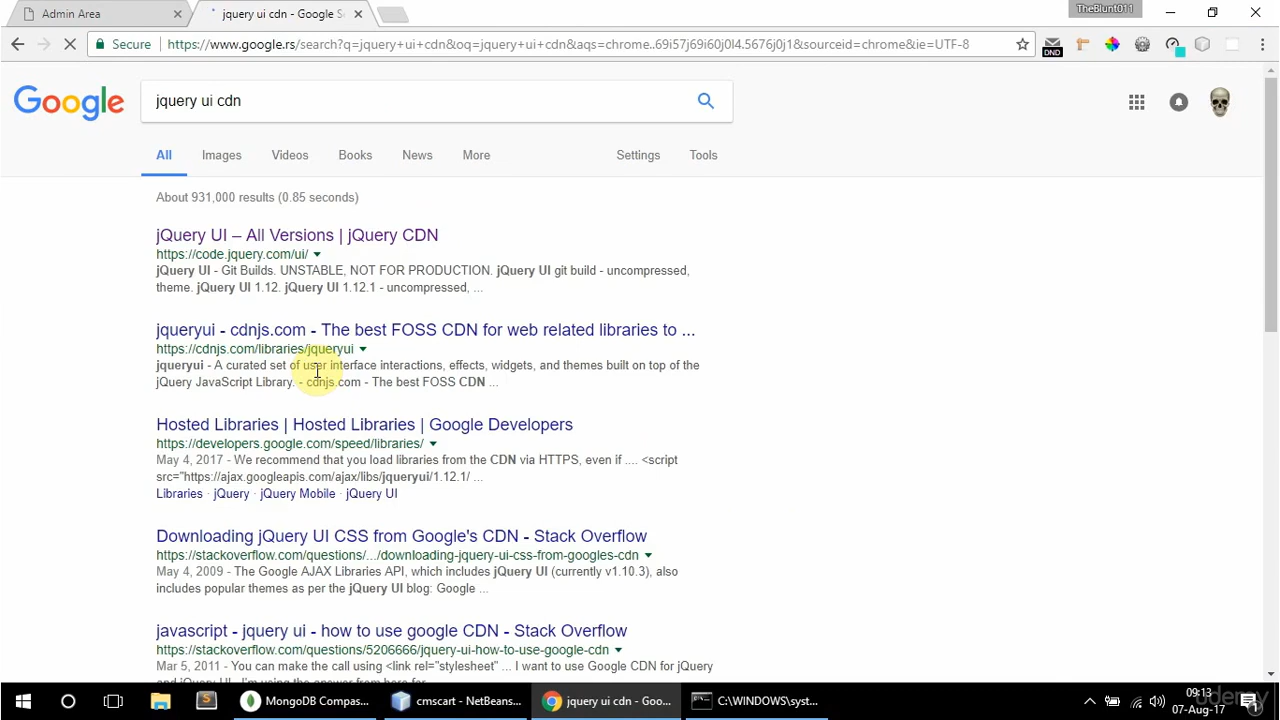 Admin Area
jquery ui cdn - Google S
TheBlunt011
Secure
https://www.google.rs/search?q=jquery+ui+cdn&oq=jquery+ui+cdn&aqs=chrome..69i57j69i60j0l4.5676j0j1&sourceid=chrome&ie=UTF-8
DND
Google
jquery ui cdn
All Images Videos Books News More Settings Tools
About 931,000 results (0.85 seconds)
jQuery UI – All Versions | jQuery CDN
https://code.jquery.com/ui/
jQuery UI - Git Builds. UNSTABLE, NOT FOR PRODUCTION. jQuery UI git build - uncompressed,
theme. jQuery UI 1.12. jQuery UI 1.12.1 - uncompressed, ...
jqueryui - cdnjs.com - The best FOSS CDN for web related libraries to ...
https://cdnjs.com/libraries/jqueryui
jqueryui - A curated set of user interface interactions, effects, widgets, and themes built on top of the
jQuery JavaScript Library. - cdnjs.com - The best FOSS CDN ...
Hosted Libraries | Hosted Libraries | Google Developers
https://developers.google.com/speed/libraries/
May 4, 2017 - We recommend that you load libraries from the CDN via HTTPS, even if .... <script
src="https://ajax.googleapis.com/ajax/libs/jqueryui/1.12.1/ ...
Libraries · jQuery · jQuery Mobile · jQuery UI
Downloading jQuery UI CSS from Google's CDN - Stack Overflow
https://stackoverflow.com/questions/.../downloading-jquery-ui-css-from-googles-cdn
May 4, 2009 - The Google AJAX Libraries API, which includes jQuery UI (currently v1.10.3), also
includes popular themes as per the jQuery UI blog: Google ...
javascript - jquery ui - how to use google CDN - Stack Overflow
https://stackoverflow.com/questions/5206666/jquery-ui-how-to-use-google-cdn
Mar 5, 2011 - You can make the call using <link rel="stylesheet" ... I want to use Google CDN for jQuery
and jQuery UI - I'm using the answer from here for
MongoDB Compas...
cmscart - NetBeans...
jquery ui cdn - Goo...
C:\WINDOWS\syst...
09:13
07-Aug-17
1
udemy